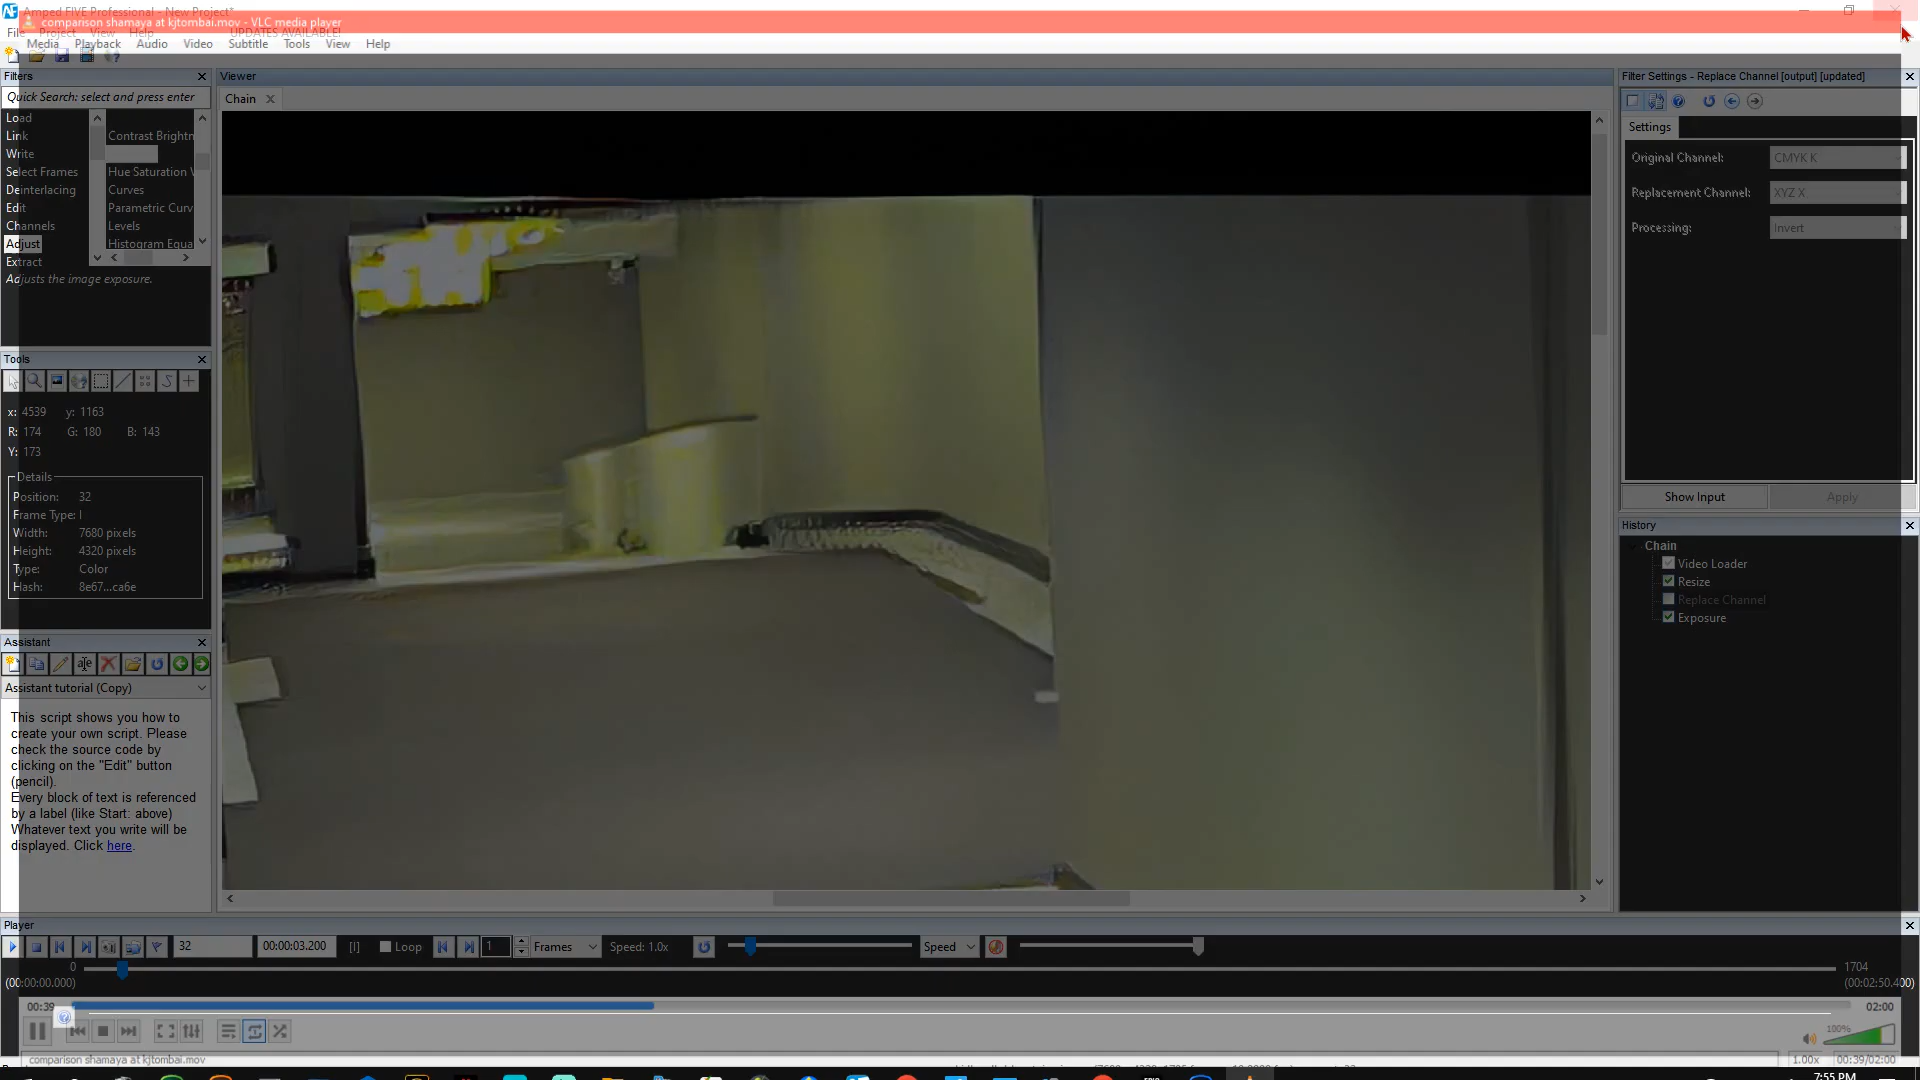 Amped FIVE Professional - New Project*
comparison shamaya at kjtombai.mov - VLC media player
File Project View Help UPDATES AVAILABLE!
Media Playback Audio Video Subtitle Tools View Help
Filters
Viewer
Filter Settings - Replace Channel [output] [updated]
Quick Search: select and press enter
Chain
Load
Link
Write
Select Frames
Deinterlacing
Edit
Channels
Adjust
Extract
Contrast Brightn
Hue Saturation V
Curves
Parametric Curv
Levels
Histogram Equa
Adjusts the image exposure.
Settings
Original Channel: CMYK K
Replacement Channel: XYZ X
Processing: Invert
Show Input Apply
Tools
x: 4539 y: 1163
R: 174 G: 180 B: 143
Y: 173
Details
Position: 32
Frame Type: I
Width: 7680 pixels
Height: 4320 pixels
Type: Color
Hash: 8e67...ca6e
History
Chain
Video Loader
Resize
Replace Channel
Exposure
Assistant
Assistant tutorial (Copy)
This script shows you how to
create your own script. Please
check the source code by
clicking on the "Edit" button
(pencil).
Every block of text is referenced
by a label (like Start: above)
Whatever text you write will be
displayed. Click here.
Player
32 00:00:03.200 [I] Loop 1 Frames Speed: 1.0x Speed
0 1704
(00:00:00.000) (00:02:50.400)
00:39 02:00
100%
comparison shamaya at kjtombai.mov 1.00x 00:39/02:00
7:55 PM